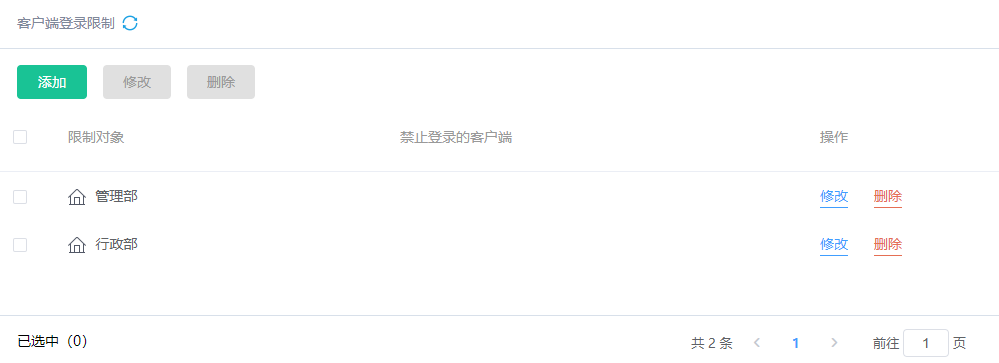 客户端登录限制
添加 修改 删除
限制对象 禁止登录的客户端 操作
管理部 修改 删除
行政部 修改 删除
已选中（0） 共 2 条 1 前往 1 页